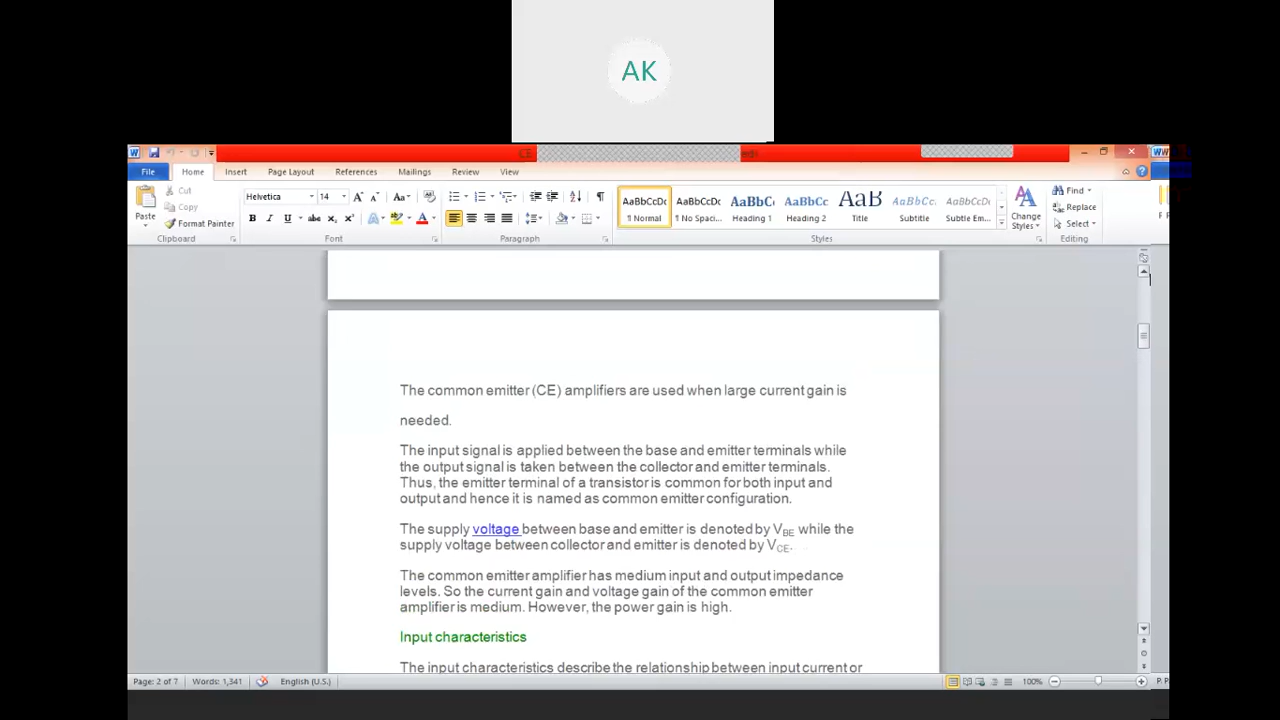 AK
CE
File Home Insert Page Layout References Mailings Review View
Paste
Cut
Copy
Format Painter
Clipboard
Helvetica 14
B I U abc x₂ x²
Font
Paragraph
AaBbCcDc AaBbCcDc AaBbC AaBbCc AaB AaBbCc. AaBbCcDc
¶ Normal ¶ No Spaci... Heading 1 Heading 2 Title Subtitle Subtle Em...
Styles
Change
Styles
Find
Replace
Select
Editing
The common emitter (CE) amplifiers are used when large current gain is
needed.
The input signal is applied between the base and emitter terminals while
the output signal is taken between the collector and emitter terminals.
Thus, the emitter terminal of a transistor is common for both input and
output and hence it is named as common emitter configuration.
The supply voltage between base and emitter is denoted by VBE while the
supply voltage between collector and emitter is denoted by VCE.
The common emitter amplifier has medium input and output impedance
levels. So the current gain and voltage gain of the common emitter
amplifier is medium. However, the power gain is high.
Input characteristics
The input characteristics describe the relationship between input current or
Page: 2 of 7 Words: 1,341 English (U.S.) 100%